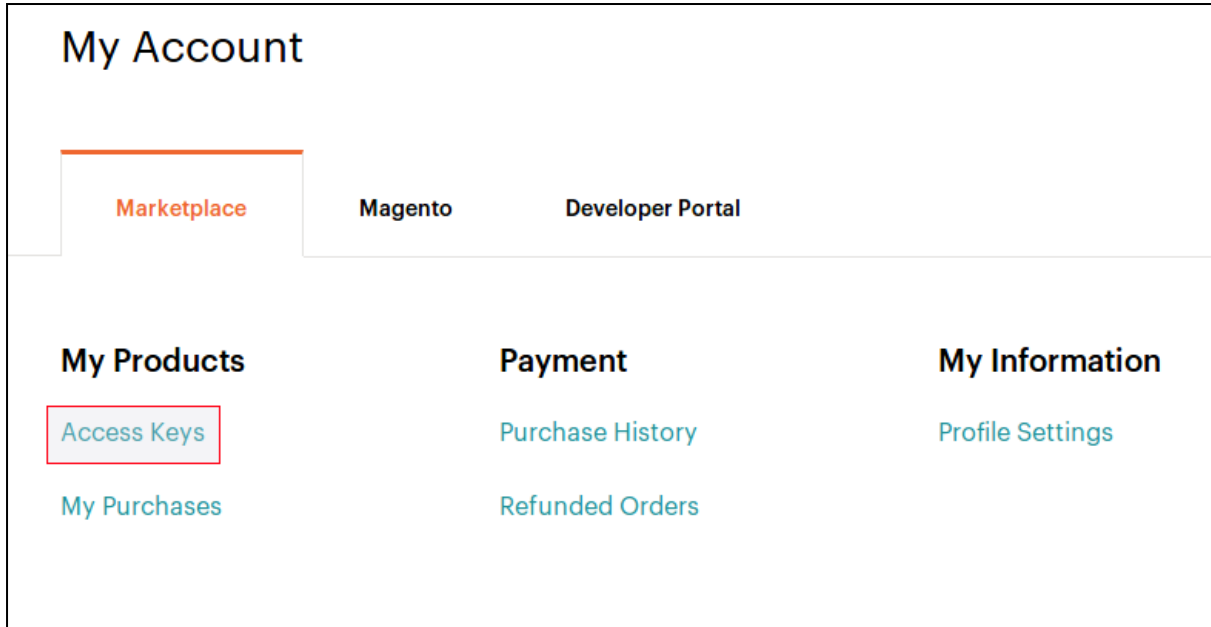 My Account
Marketplace Magento Developer Portal
My Products Payment My Information
Access Keys Purchase History Profile Settings
My Purchases Refunded Orders